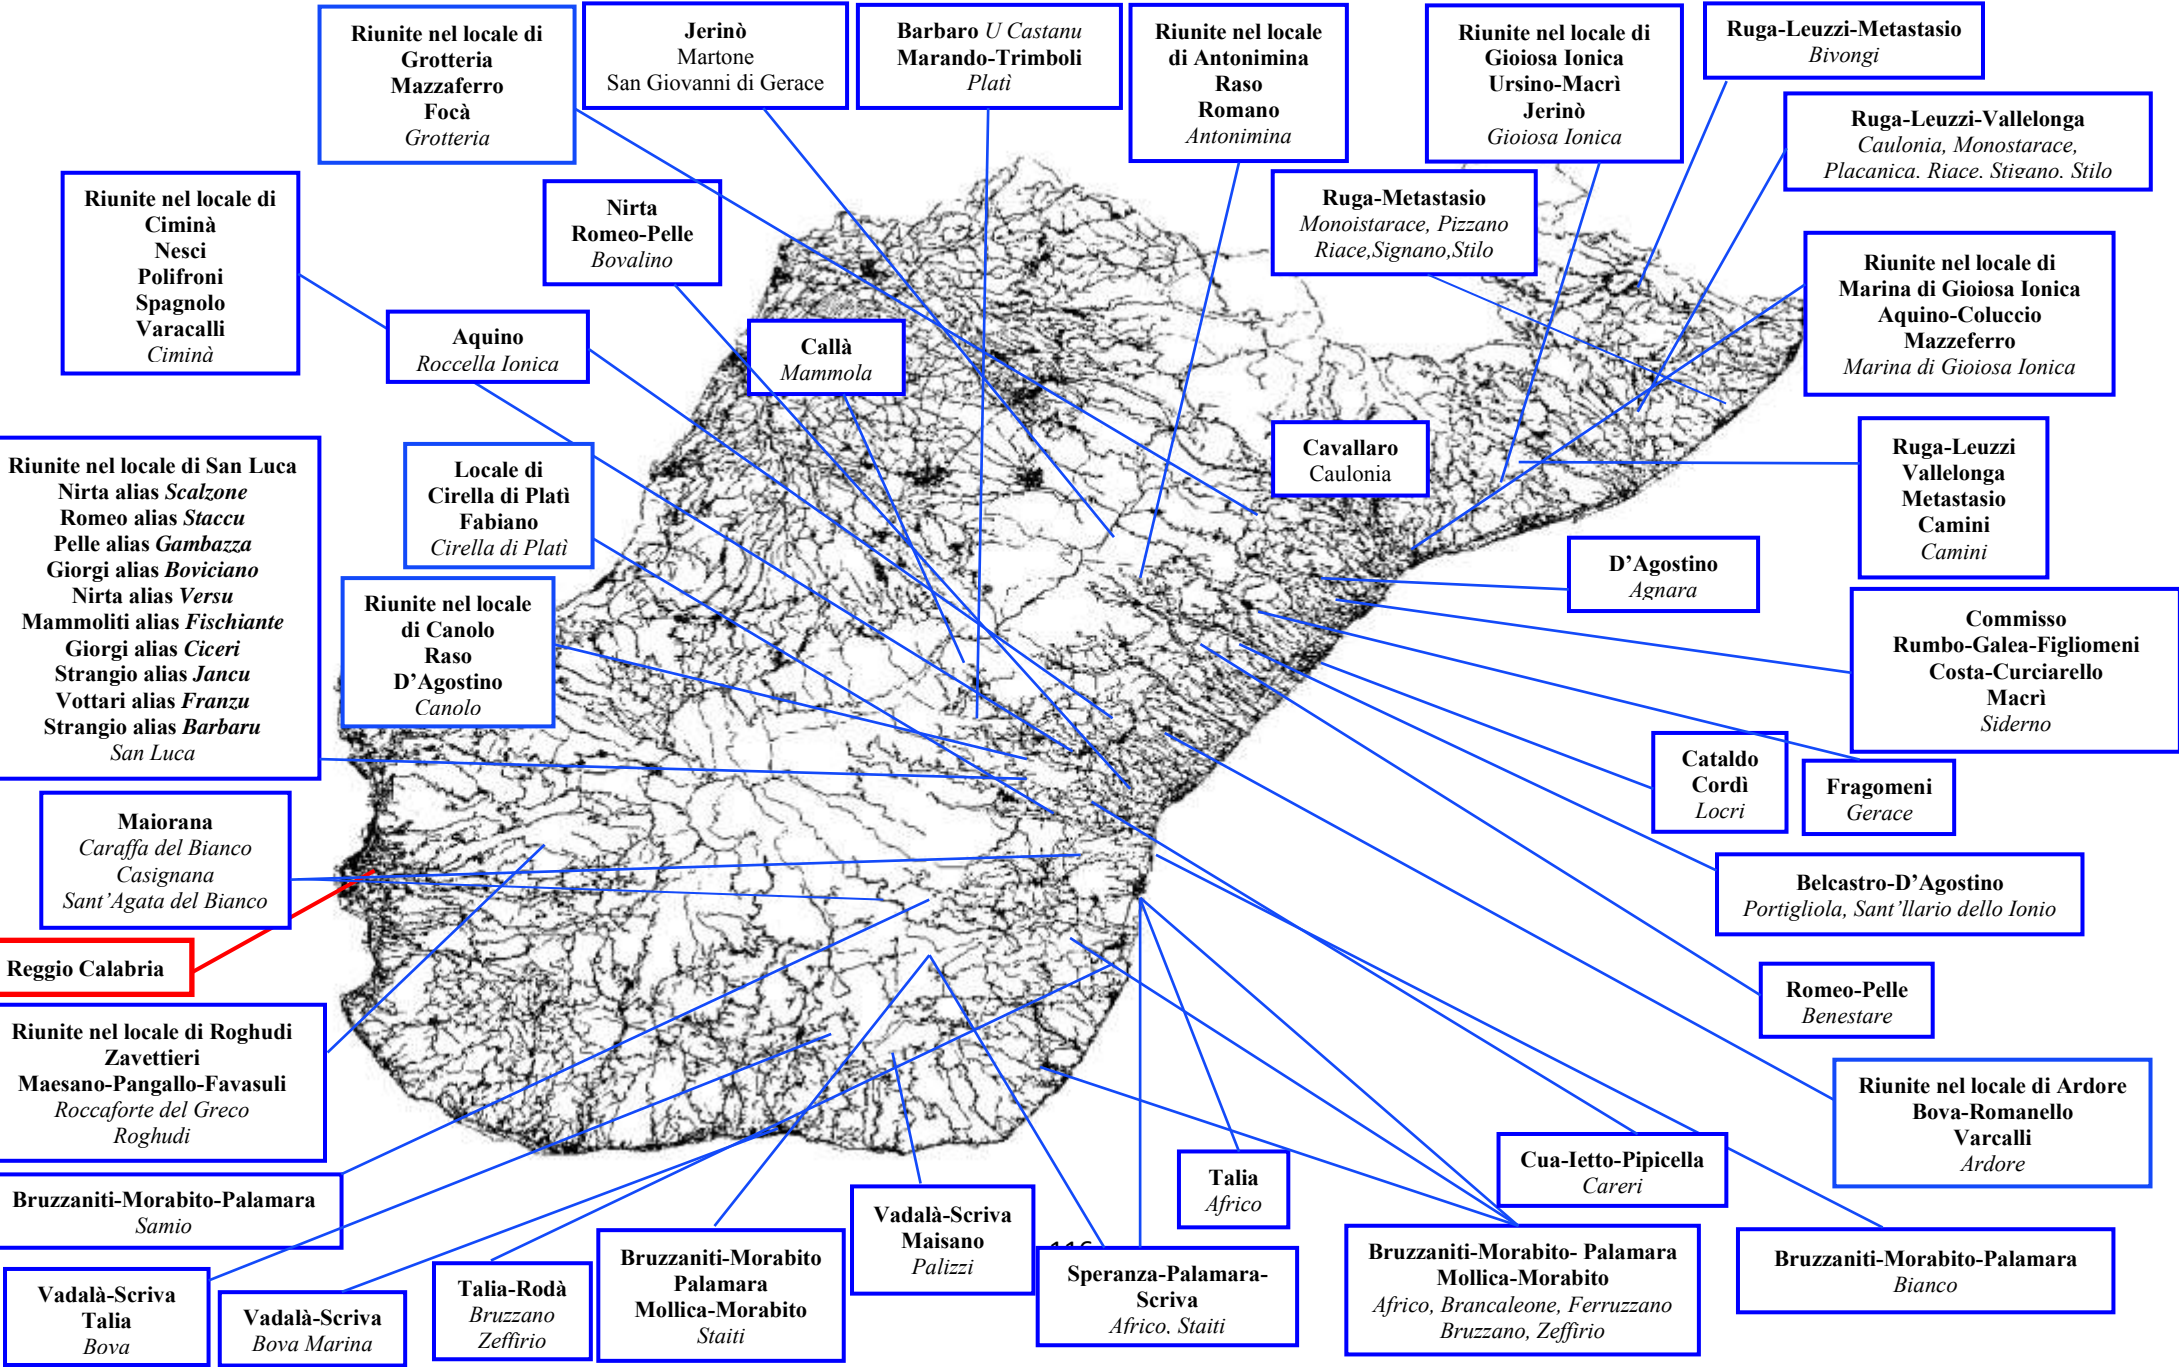 Riunite nel locale di
Grotteria
Mazzaferro
Focà
Grotteria
Jerinò
Martone
San Giovanni di Gerace
Barbaro U Castanu
Marando-Trimboli
Platì
Riunite nel locale
di Antonimina
Raso
Romano
Antonimina
Riunite nel locale di
Gioiosa Ionica
Ursino-Macrì
Jerinò
Gioiosa Ionica
Ruga-Leuzzi-Metastasio
Bivongi
Ruga-Leuzzi-Vallelonga
Caulonia, Monostarace,
Placanica. Riace. Stigano. Stilo
Riunite nel locale di
Ciminà
Nesci
Polifroni
Spagnolo
Varacalli
Ciminà
Nirta
Romeo-Pelle
Bovalino
Ruga-Metastasio
Monoistarace, Pizzano
Riace,Signano,Stilo
Riunite nel locale di
Marina di Gioiosa Ionica
Aquino-Coluccio
Mazzeferro
Marina di Gioiosa Ionica
Aquino
Roccella Ionica
Callà
Mammola
Cavallaro
Caulonia
Ruga-Leuzzi
Vallelonga
Metastasio
Camini
Camini
Riunite nel locale di San Luca
Nirta alias Scalzone
Romeo alias Staccu
Pelle alias Gambazza
Giorgi alias Boviciano
Nirta alias Versu
Mammoliti alias Fischiante
Giorgi alias Ciceri
Strangio alias Jancu
Vottari alias Franzu
Strangio alias Barbaru
San Luca
Locale di
Cirella di Platì
Fabiano
Cirella di Platì
Riunite nel locale
di Canolo
Raso
D’Agostino
Canolo
D’Agostino
Agnara
Commisso
Rumbo-Galea-Figliomeni
Costa-Curciarello
Macrì
Siderno
Cataldo
Cordì
Locri
Fragomeni
Gerace
Maiorana
Caraffa del Bianco
Casignana
Sant’Agata del Bianco
Belcastro-D’Agostino
Portigliola, Sant’llario dello Ionio
Reggio Calabria
Romeo-Pelle
Benestare
Riunite nel locale di Roghudi
Zavettieri
Maesano-Pangallo-Favasuli
Roccaforte del Greco
Roghudi
Riunite nel locale di Ardore
Bova-Romanello
Varcalli
Ardore
Bruzzaniti-Morabito-Palamara
Samio
Talia
Africo
Cua-Ietto-Pipicella
Careri
Vadalà-Scriva
Talia
Bova
Vadalà-Scriva
Bova Marina
Talia-Rodà
Bruzzano
Zeffirio
Bruzzaniti-Morabito
Palamara
Mollica-Morabito
Staiti
Vadalà-Scriva
Maisano
Palizzi
116
Speranza-Palamara-
Scriva
Africo. Staiti
Bruzzaniti-Morabito- Palamara
Mollica-Morabito
Africo, Brancaleone, Ferruzzano
Bruzzano, Zeffirio
Bruzzaniti-Morabito-Palamara
Bianco